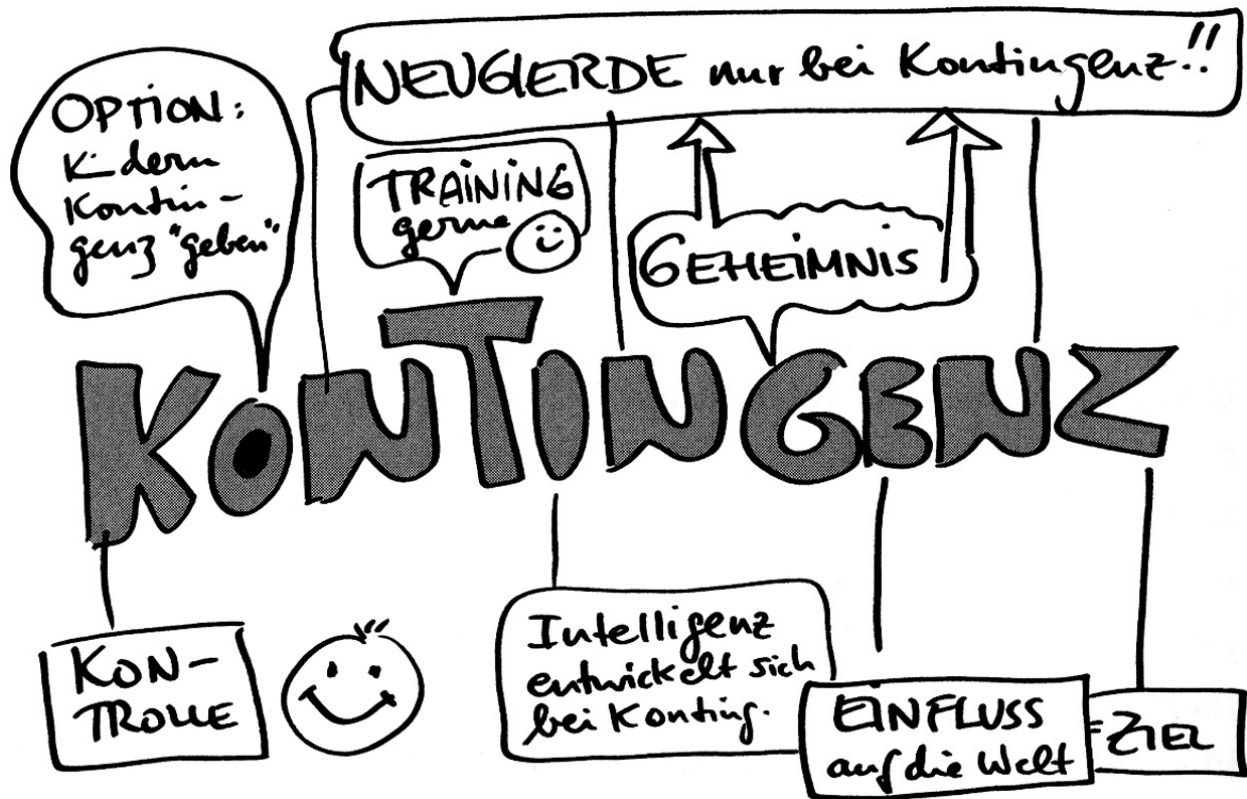 NEUGIERDE nur bei Kontingenz!!
OPTION:
K-dern
Kontin-
genz "geben"
TRAINING
gerne
GEHEIMNIS
KONTINGENZ
KON-
TROLLE
Intelligenz
entwickelt sich
bei Konting.
EINFLUSS
auf die Welt
=ZIEL